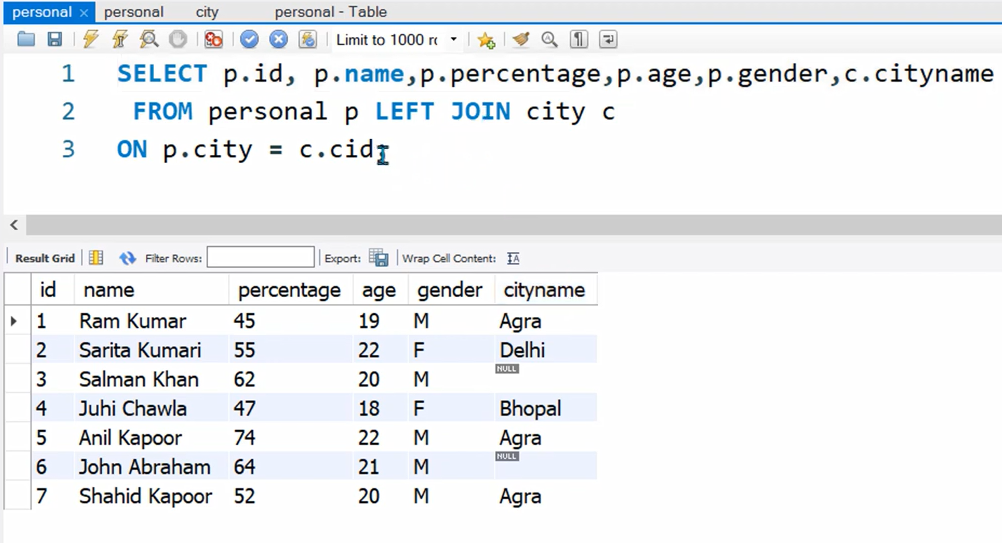 personal × personal city personal - Table
Limit to 1000 rc
1 SELECT p.id, p.name,p.percentage,p.age,p.gender,c.cityname
2 FROM personal p LEFT JOIN city c
3 ON p.city = c.cid;
Result Grid Filter Rows: Export: Wrap Cell Content:
id name percentage age gender cityname
1 Ram Kumar 45 19 M Agra
2 Sarita Kumari 55 22 F Delhi
3 Salman Khan 62 20 M NULL
4 Juhi Chawla 47 18 F Bhopal
5 Anil Kapoor 74 22 M Agra
6 John Abraham 64 21 M NULL
7 Shahid Kapoor 52 20 M Agra